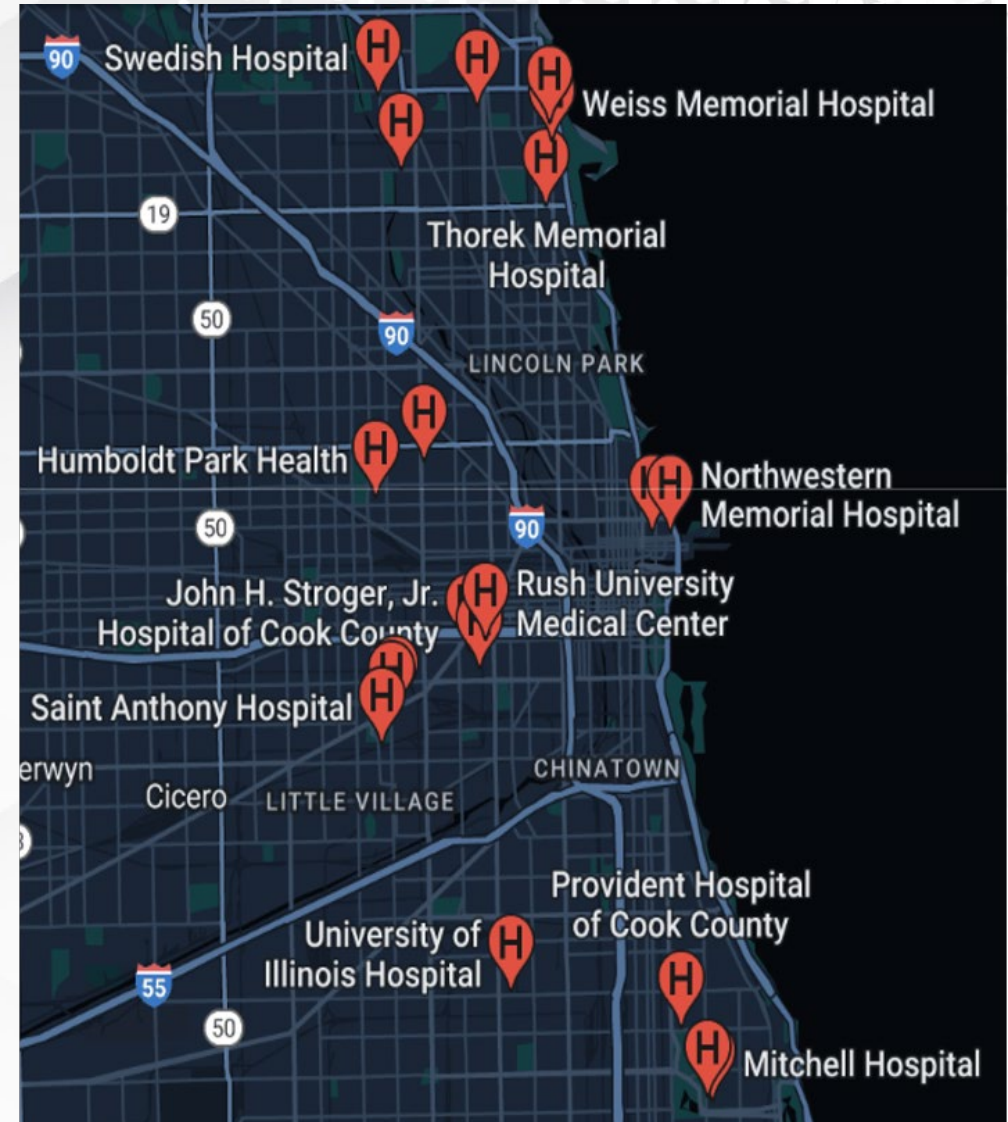 90
Swedish Hospital
H
H
H
Weiss Memorial Hospital
H
H
19
Thorek Memorial
Hospital
50
90
LINCOLN PARK
H
H
Humboldt Park Health
H
Northwestern
Memorial Hospital
50
90
John H. Stroger, Jr.
Hospital of Cook County
H
Rush University
Medical Center
H
H
Saint Anthony Hospital
erwyn
Cicero
LITTLE VILLAGE
CHINATOWN
Provident Hospital
of Cook County
University of
Illinois Hospital
H
H
55
50
H
Mitchell Hospital